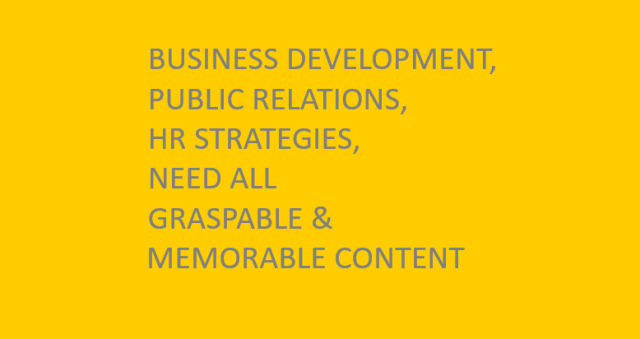 BUSINESS DEVELOPMENT,
PUBLIC RELATIONS,
HR STRATEGIES,
NEED ALL
GRASPABLE &
MEMORABLE CONTENT